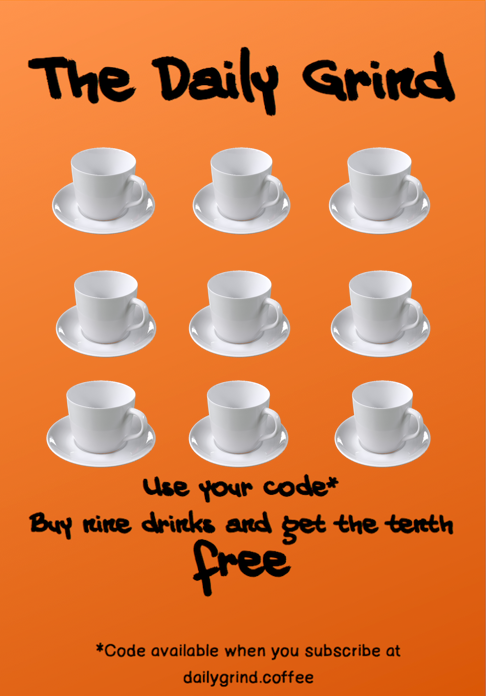 The Daily Grind
Use your code*
Buy nine drinks and get the tenth
free
*Code available when you subscribe at
dailygrind.coffee